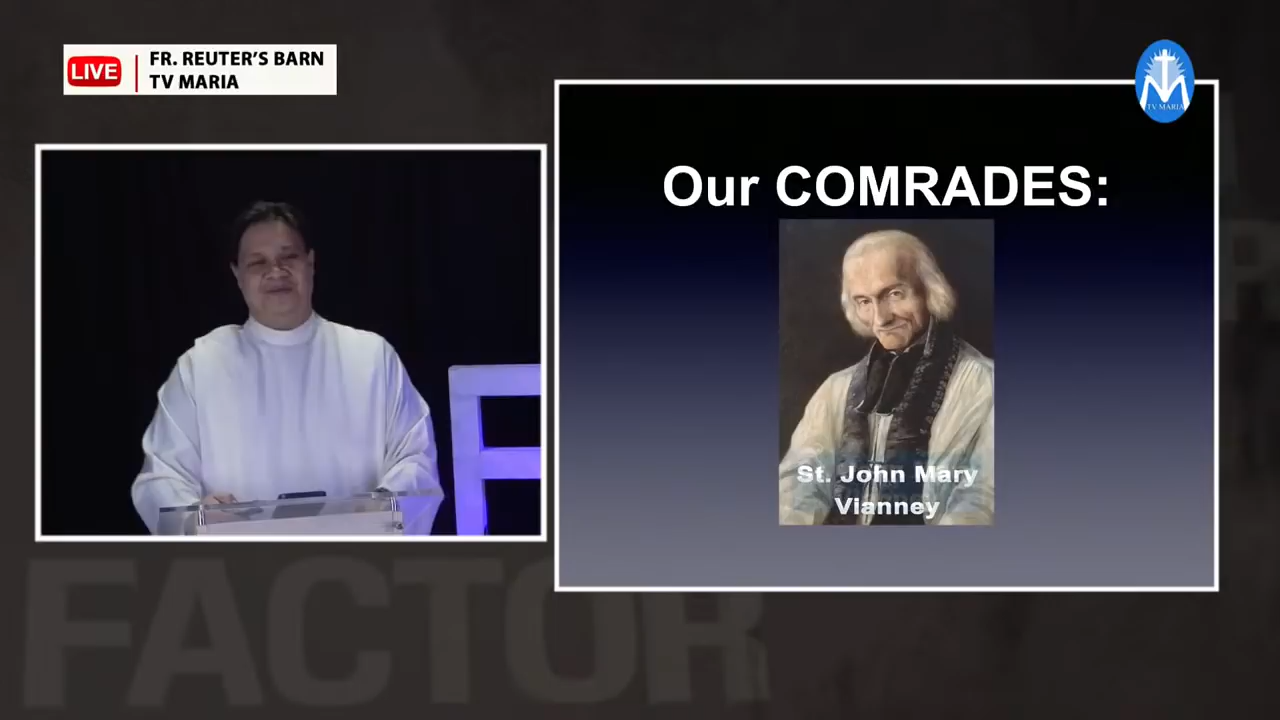 LIVE
FR. REUTER'S BARN
TV MARIA
TV MARIA
Our COMRADES:
St. John Mary
Vianney
FACTOR